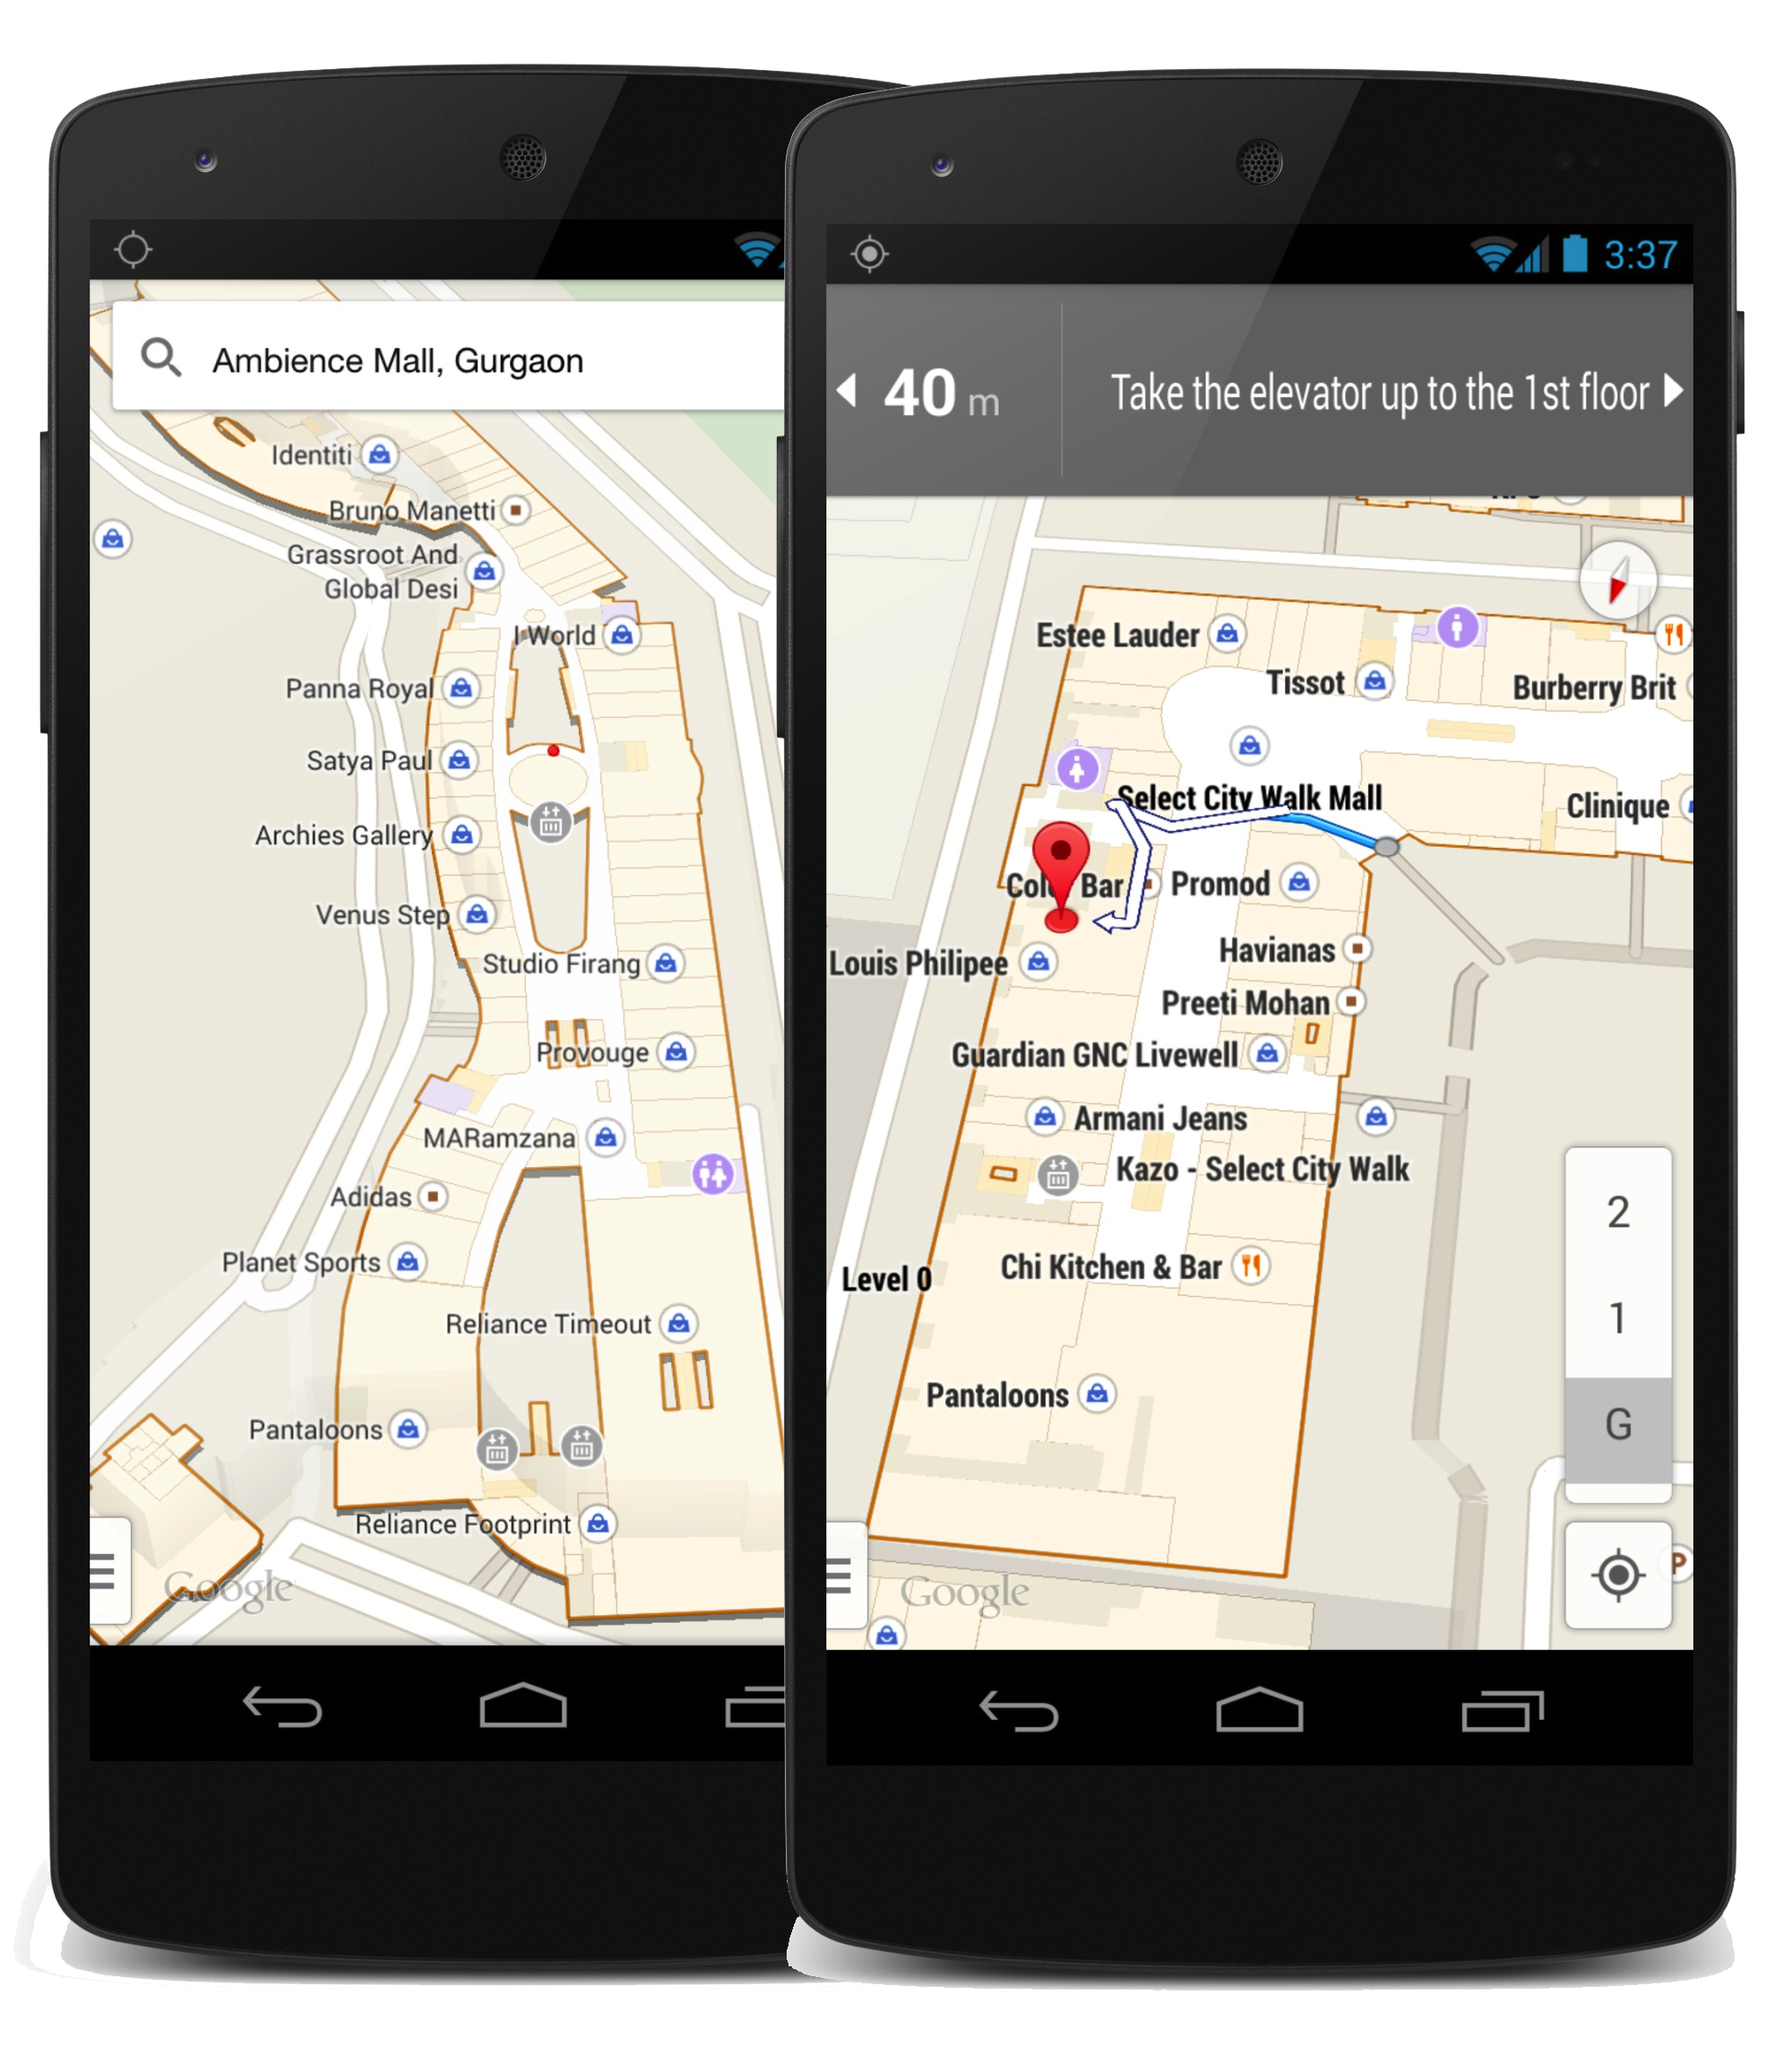 Ambience Mall, Gurgaon
Identiti
Bruno Manetti
Grassroot And
Global Desi
I World
Panna Royal
Satya Paul
Archies Gallery
Venus Step
Studio Firang
Provouge
MARamzana
Adidas
Planet Sports
Reliance Timeout
Pantaloons
Reliance Footprint
Google
3:37
40 m
Take the elevator up to the 1st floor
Estee Lauder
Tissot
Burberry Brit
Select City Walk Mall
Clinique
Bar
Promod
Louis Philipee
Havianas
Preeti Mohan
Guardian GNC Livewell
Armani Jeans
Kazo - Select City Walk
Chi Kitchen & Bar
Level 0
Pantaloons
2
1
G
P
Google